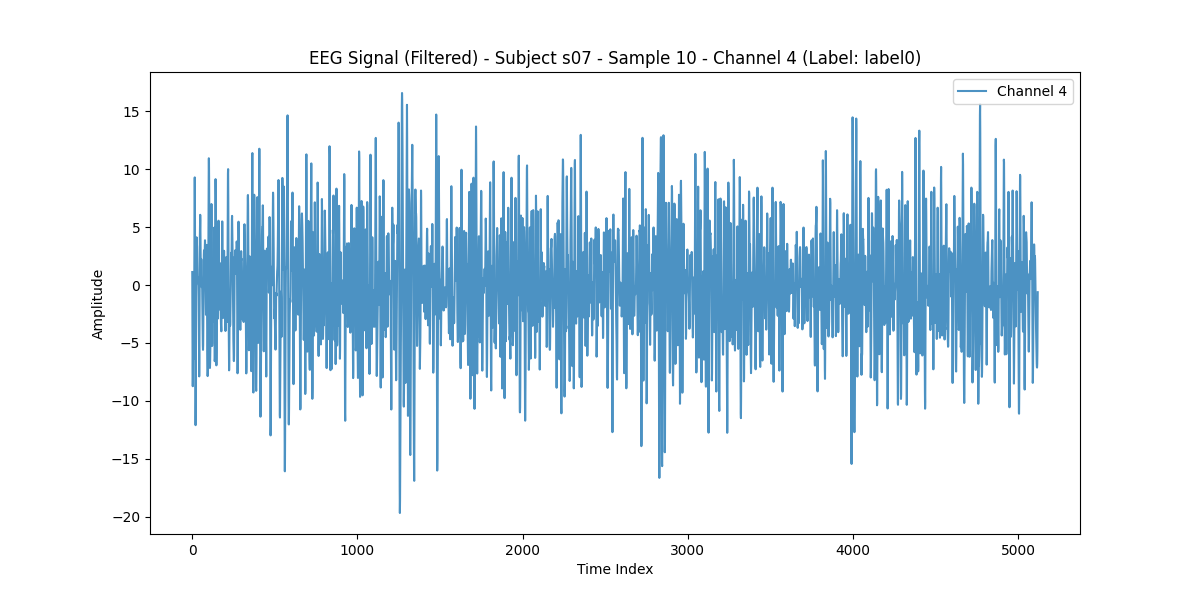 EEG Signal (Filtered) - Subject s07 - Sample 10 - Channel 4 (Label: label0)
Channel 4
15
10
5
0
−5
−10
−15
−20
Amplitude
0 1000 2000 3000 4000 5000
Time Index